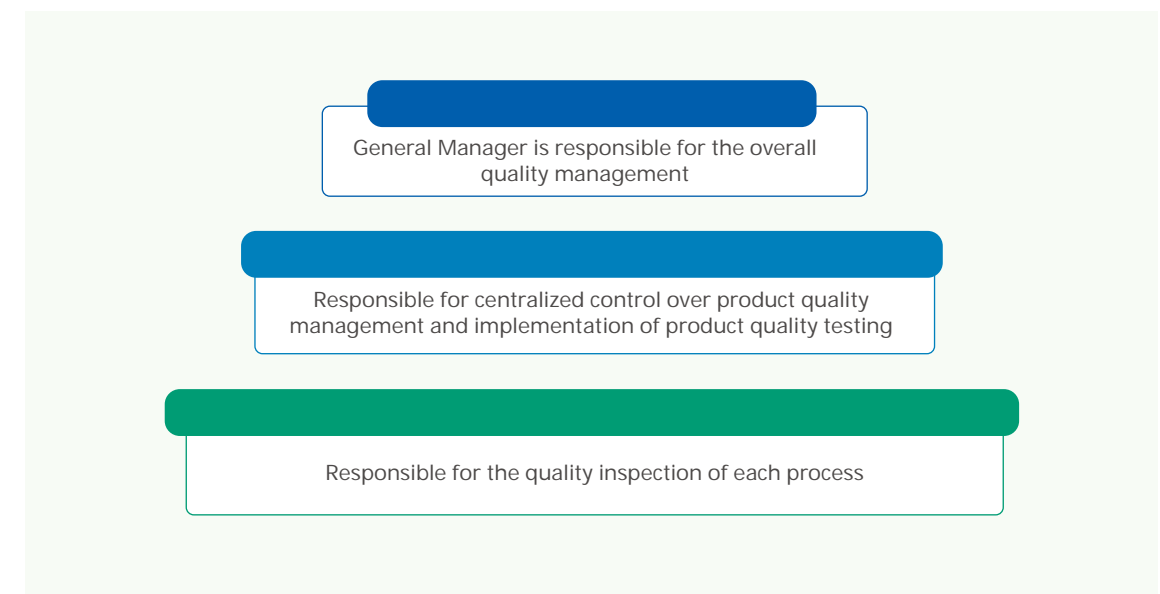 General Manager is responsible for the overall
quality management
Responsible for centralized control over product quality
management and implementation of product quality testing
Responsible for the quality inspection of each process